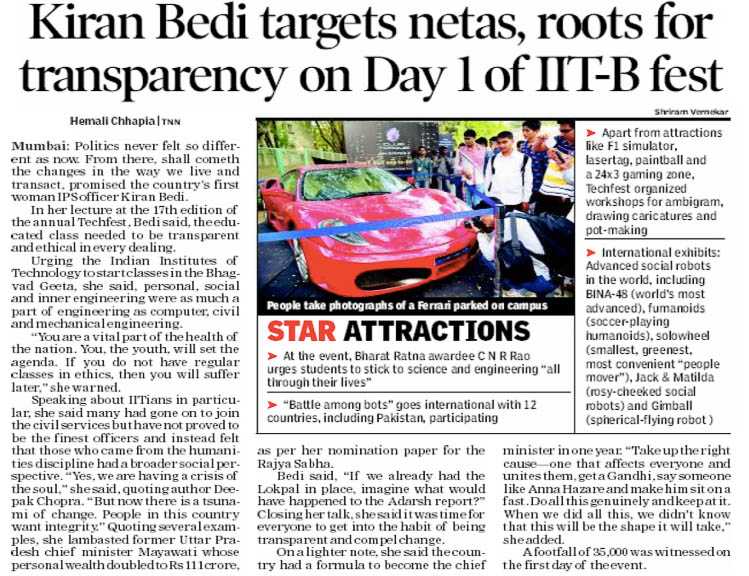 Kiran Bedi targets netas, roots for
transparency on Day 1 of IIT-B fest
Hemali Chhapia | TNN
Mumbai: Politics never felt so differ-
ent as now. From there, shall cometh
the changes in the way we live and
transact, promised the country's first
woman IPS officer Kiran Bedi.
In her lecture at the 17th edition of
the annual Techfest, Bedi said, the edu-
cated class needed to be transparent
and ethical in every dealing.
Urging the Indian Institutes of
Technology to start classes in the Bhag-
vad Geeta, she said, personal, social
and inner engineering were as much a
part of engineering as computer, civil
and mechanical engineering.
"You are a vital part of the health of
the nation. You, the youth, will set the
agenda. If you do not have regular
classes in ethics, then you will suffer
later," she warned.
Speaking about IITians in particu-
lar, she said many had gone on to join
the civil services but have not proved to
be the finest officers and instead felt
that those who came from the humani-
ties discipline had a broader social per-
spective. "Yes, we are having a crisis of
the soul," she said, quoting author Dee-
pak Chopra. "But now there is a tsuna-
mi of change. People in this country
want integrity." Quoting several exam-
ples, she lambasted former Uttar Pra-
desh chief minister Mayawati whose
personal wealth doubled to Rs 111 crore,
Shriram Vernekar
People take photographs of a Ferrari parked on campus
STAR ATTRACTIONS
➤ At the event, Bharat Ratna awardee C N R Rao
urges students to stick to science and engineering "all
through their lives"
➤ "Battle among bots" goes international with 12
countries, including Pakistan, participating
➤ Apart from attractions
like F1 simulator,
lasertag, paintball and
a 24x3 gaming zone,
Techfest organized
workshops for ambigram,
drawing caricatures and
pot-making
➤ International exhibits:
Advanced social robots
in the world, including
BINA-48 (world's most
advanced), fumanoids
(soccer-playing
humanoids), solowheel
(smallest, greenest,
most convenient "people
mover"), Jack & Matilda
(rosy-cheeked social
robots) and Gimball
(spherical-flying robot )
as per her nomination paper for the
Rajya Sabha.
Bedi said, "If we already had the
Lokpal in place, imagine what would
have happened to the Adarsh report?"
Closing her talk, she said it was time for
everyone to get into the habit of being
transparent and compel change.
On a lighter note, she said the coun-
try had a formula to become the chief
minister in one year. "Take up the right
cause—one that affects everyone and
unites them, get a Gandhi, say someone
like Anna Hazare and make him sit on a
fast. Do all this genuinely and keep at it.
When we did all this, we didn't know
that this will be the shape it will take,"
she added.
A footfall of 35,000 was witnessed on
the first day of the event.